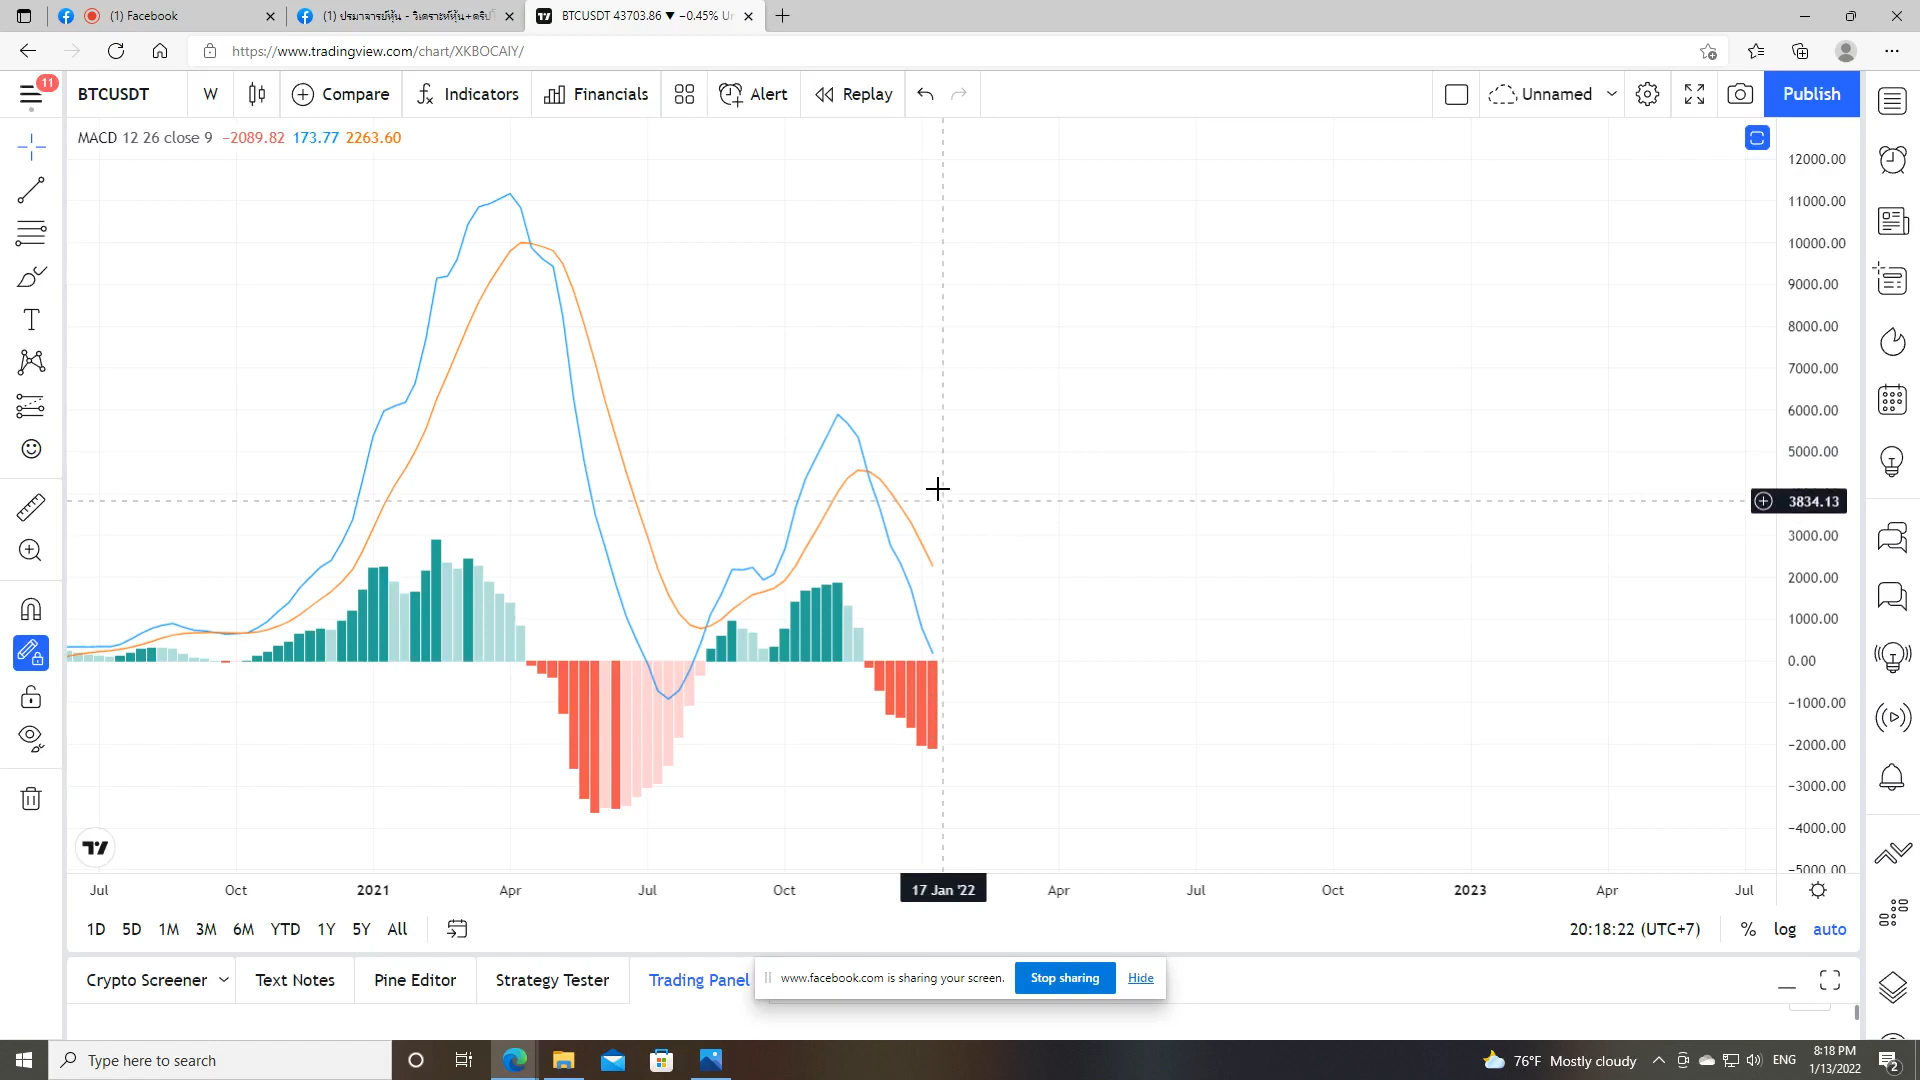 (1) Facebook
(1) ปรมาจารย์หุ้น - วิเคราะห์หุ้น+คริปโ
BTCUSDT 43703.86 ▼ −0.45% Un
https://www.tradingview.com/chart/XKBOCAIY/
11
BTCUSDT W Compare Indicators Financials Alert Replay Unnamed Publish
MACD 12 26 close 9 −2089.82 173.77 2263.60
12000.00
11000.00
10000.00
9000.00
8000.00
7000.00
6000.00
5000.00
3834.13
3000.00
2000.00
1000.00
0.00
−1000.00
−2000.00
−3000.00
−4000.00
−5000.00
Jul Oct 2021 Apr Jul Oct 17 Jan '22 Apr Jul Oct 2023 Apr Jul
1D 5D 1M 3M 6M YTD 1Y 5Y All
20:18:22 (UTC+7) % log auto
Crypto Screener Text Notes Pine Editor Strategy Tester Trading Panel
www.facebook.com is sharing your screen. Stop sharing Hide
Type here to search
76°F Mostly cloudy ENG
8:18 PM
1/13/2022
2